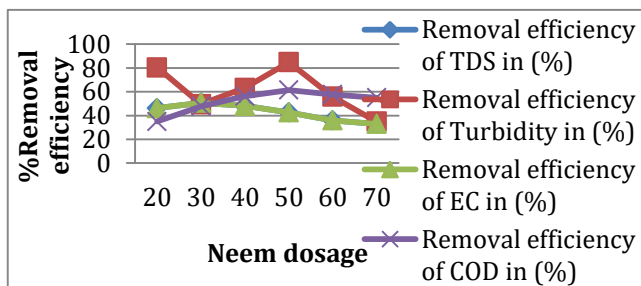 %Removal
efficiency
100
80
60
40
20
0
20 30 40 50 60 70
Neem dosage
Removal efficiency
of TDS in (%)
Removal efficiency
of Turbidity in (%)
Removal efficiency
of EC in (%)
Removal efficiency
of COD in (%)